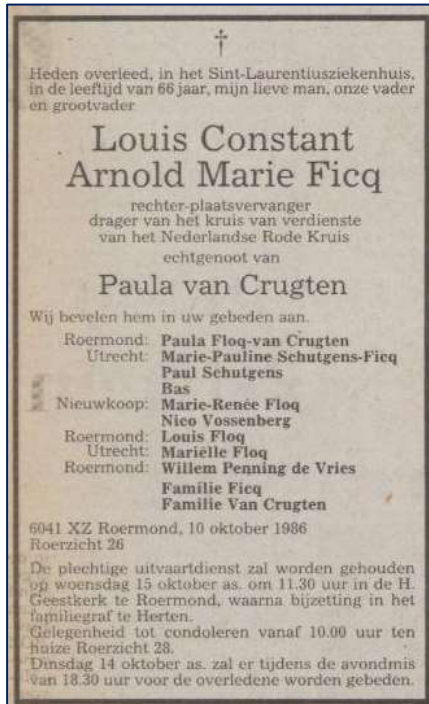 †
Heden overleed, in het Sint-Laurentiusziekenhuis,
in de leeftijd van 66 jaar, mijn lieve man, onze vader
en grootvader
Louis Constant
Arnold Marie Ficq
rechter-plaatsvervanger
drager van het kruis van verdienste
van het Nederlandse Rode Kruis
echtgenoot van
Paula van Crugten
Wij bevelen hem in uw gebeden aan.
Roermond: Paula Floq-van Crugten
Utrecht: Marie-Pauline Schutgens-Ficq
Paul Schutgens
Bas
Nieuwkoop: Marie-Renée Floq
Nico Vossenberg
Roermond: Louis Floq
Utrecht: Mariëlle Floq
Roermond: Willem Penning de Vries
Familie Ficq
Familie Van Crugten
6041 XZ Roermond, 10 oktober 1986
Roerzicht 26
De plechtige uitvaartdienst zal worden gehouden
op woensdag 15 oktober as. om 11.30 uur in de H.
Geestkerk te Roermond, waarna bijzetting in het
familiegraf te Herten.
Gelegenheid tot condoleren vanaf 10.00 uur ten
huize Roerzicht 28.
Dinsdag 14 oktober as. zal er tijdens de avondmis
van 18.30 uur voor de overledene worden gebeden.